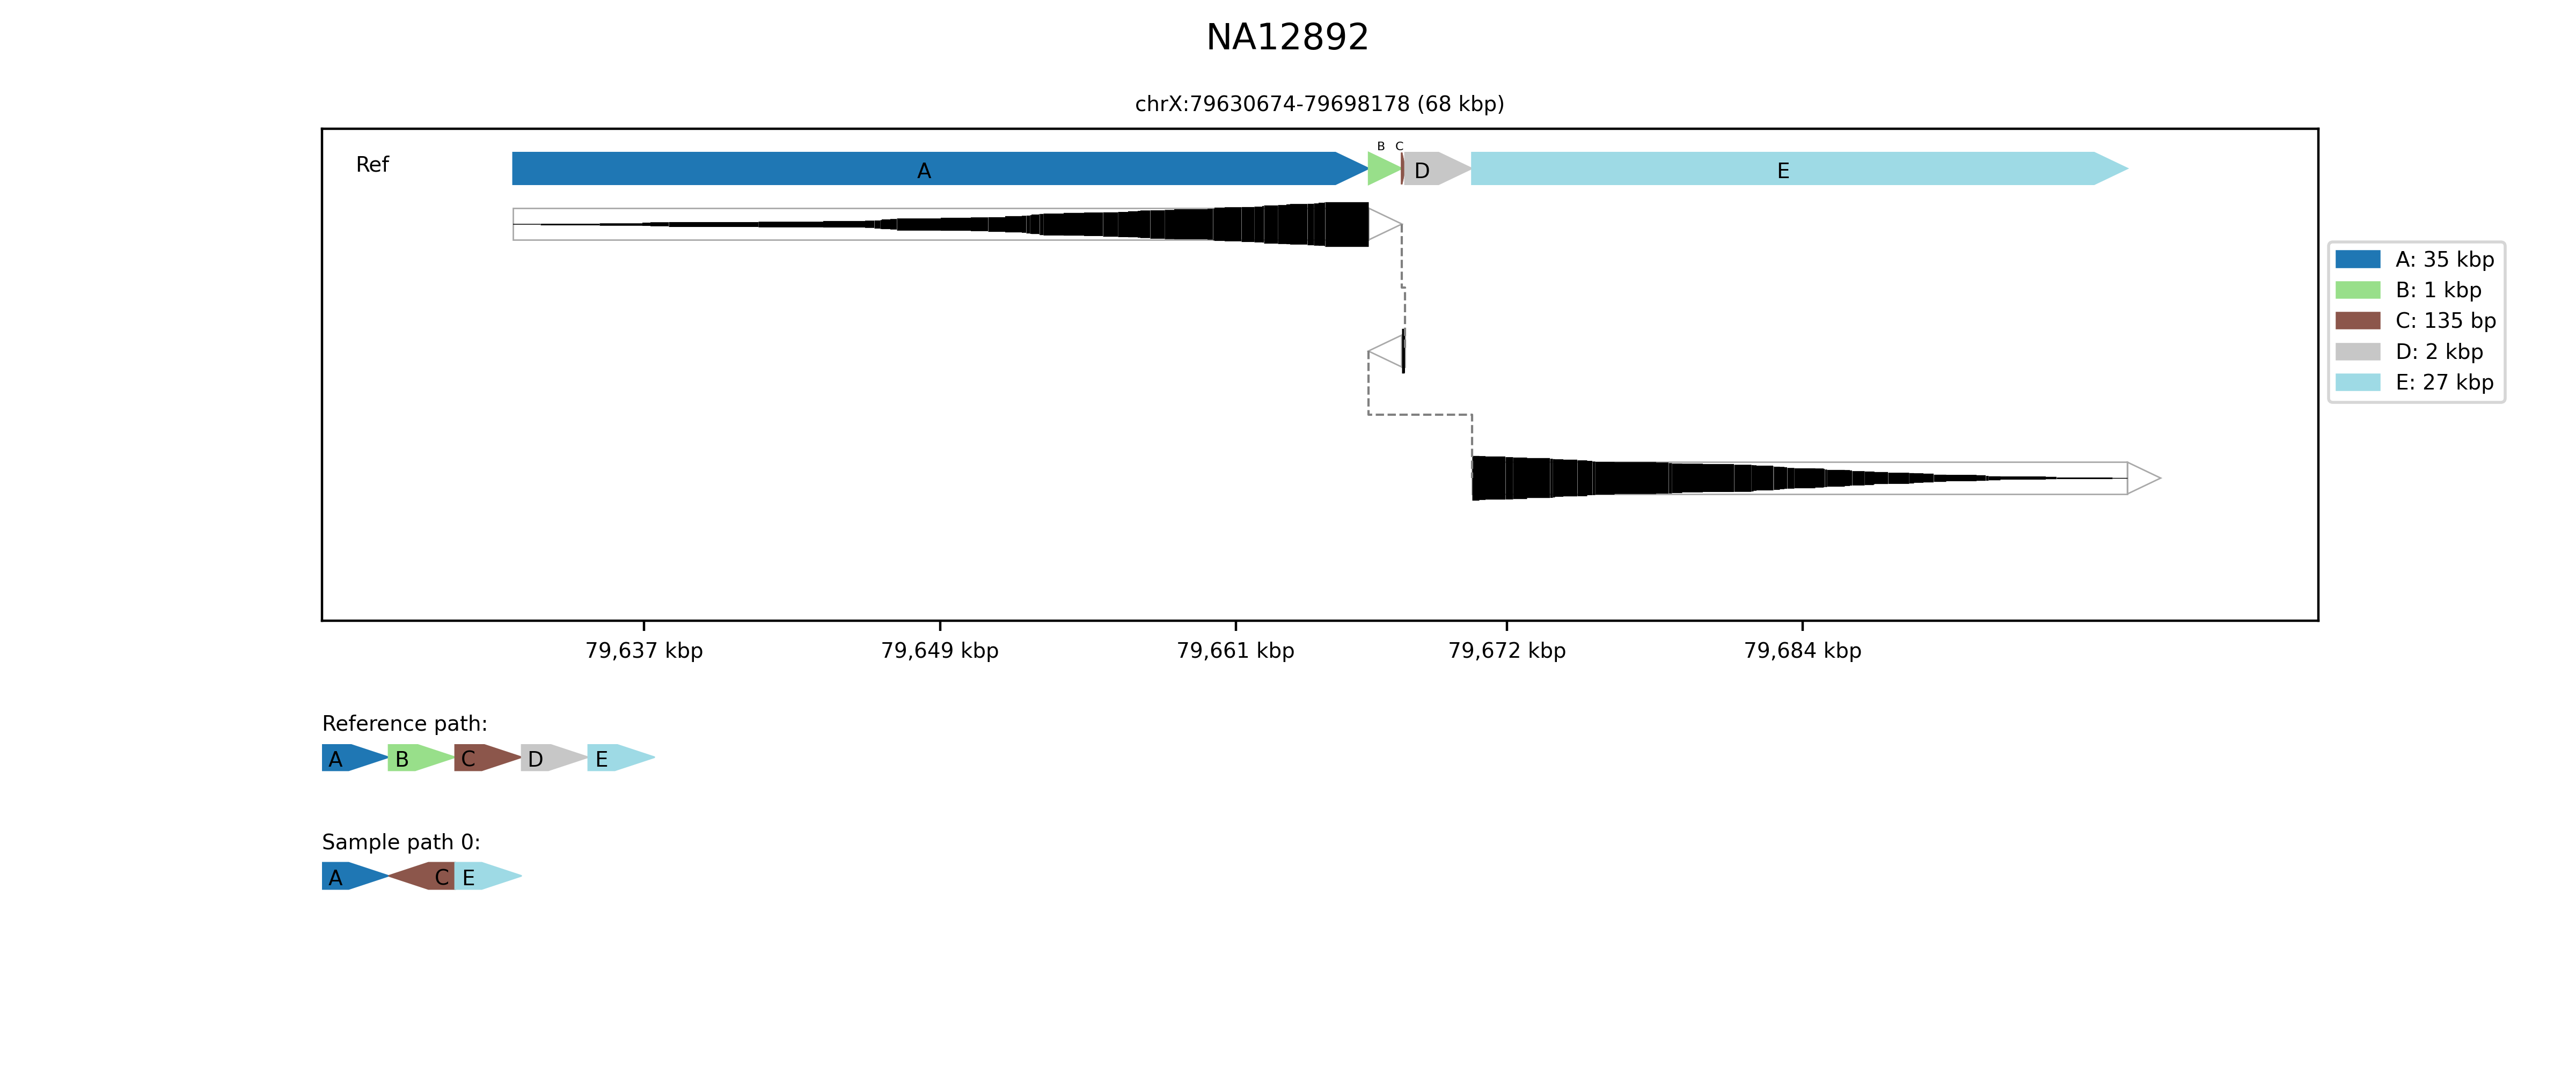 NA12892
chrX:79630674-79698178 (68 kbp)
Ref
A
B
C
D
E
A: 35 kbp
B: 1 kbp
C: 135 bp
D: 2 kbp
E: 27 kbp
79,637 kbp
79,649 kbp
79,661 kbp
79,672 kbp
79,684 kbp
Reference path:
A B C D E
Sample path 0:
A C E